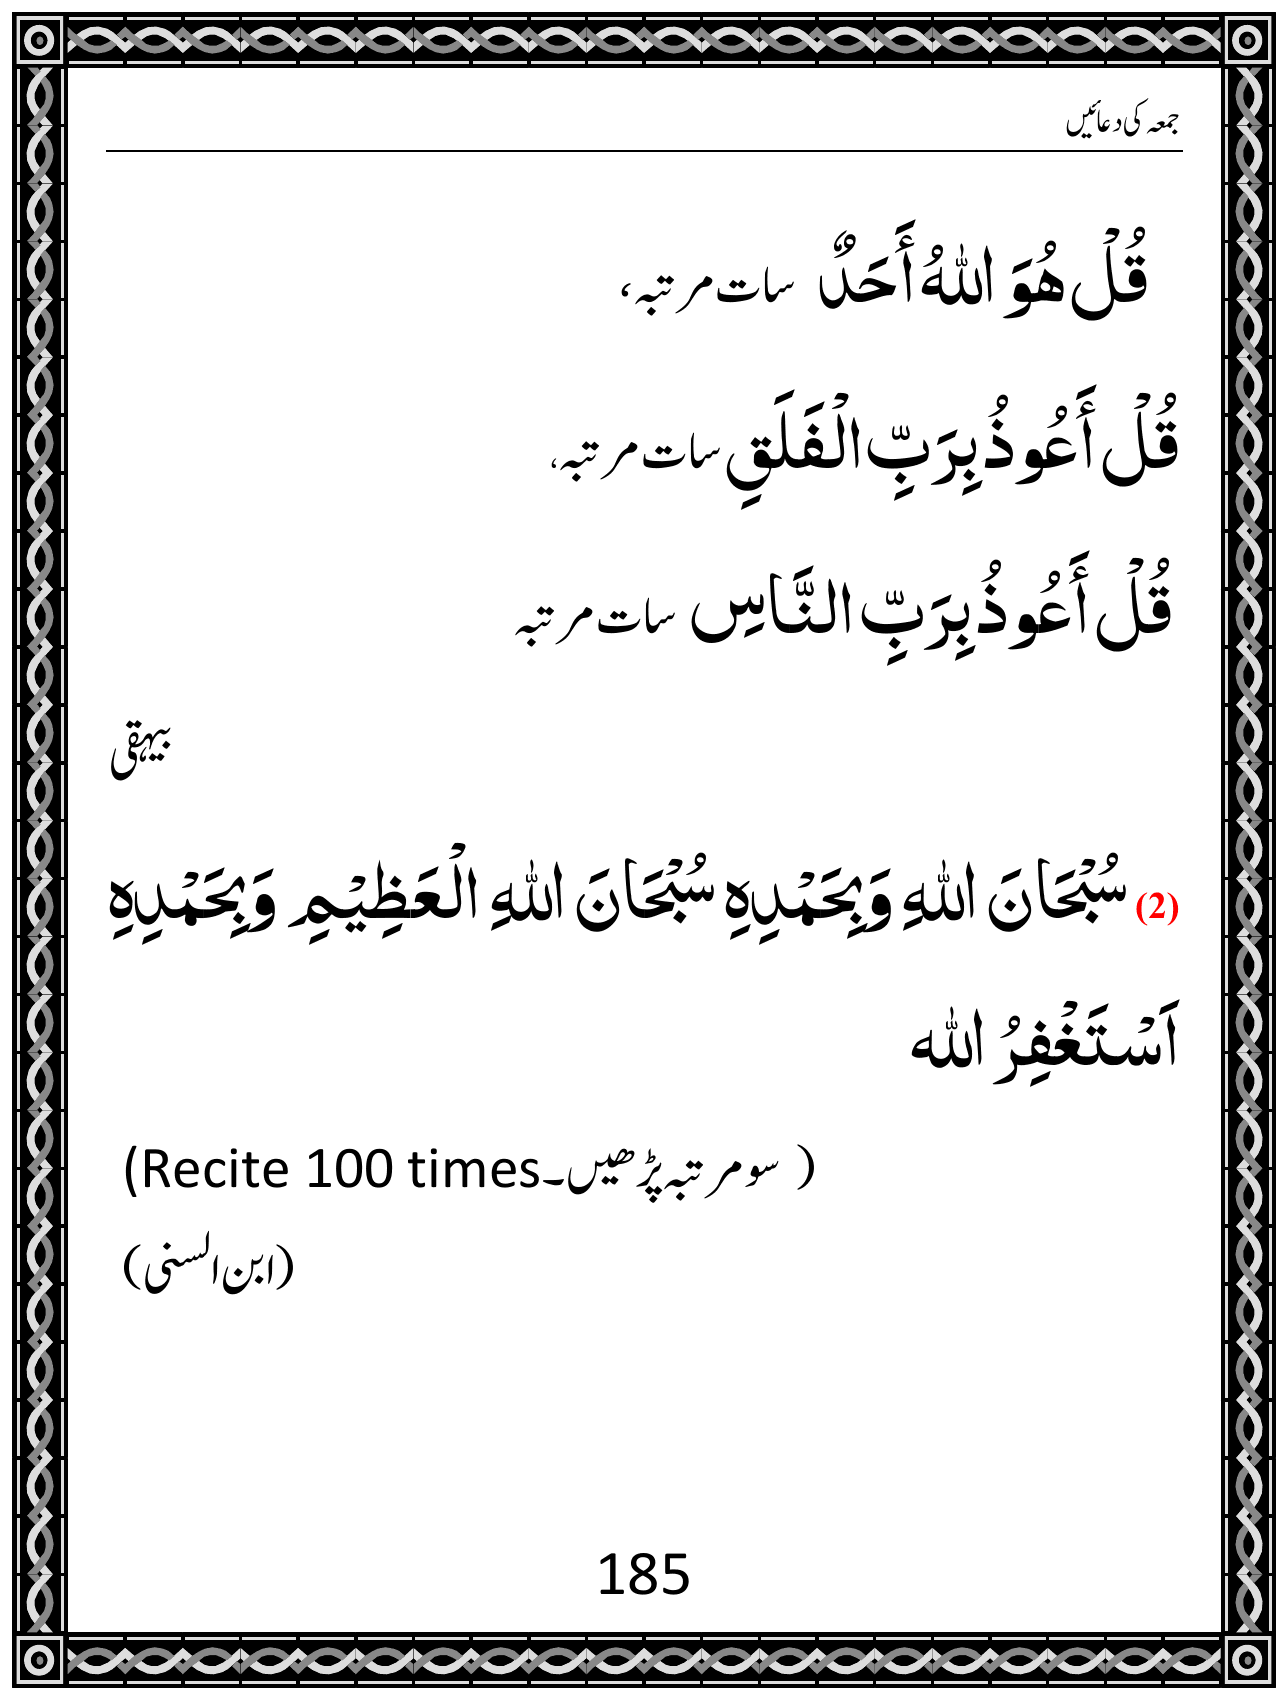 جمعہ کی دعائیں
قُلْ هُوَ اللهُ أَحَدٌ سات مرتبہ،
قُلْ أَعُوذُ بِرَبِّ الْفَلَقِ سات مرتبہ،
قُلْ أَعُوذُ بِرَبِّ النَّاسِ سات مرتبہ
بیہقی
(2) سُبْحَانَ اللهِ وَبِحَمْدِهِ سُبْحَانَ اللهِ الْعَظِيْمِ وَبِحَمْدِهِ
اَسْتَغْفِرُ الله
( سو مرتبہ پڑھیں۔Recite 100 times)
(ابن السنی)
185